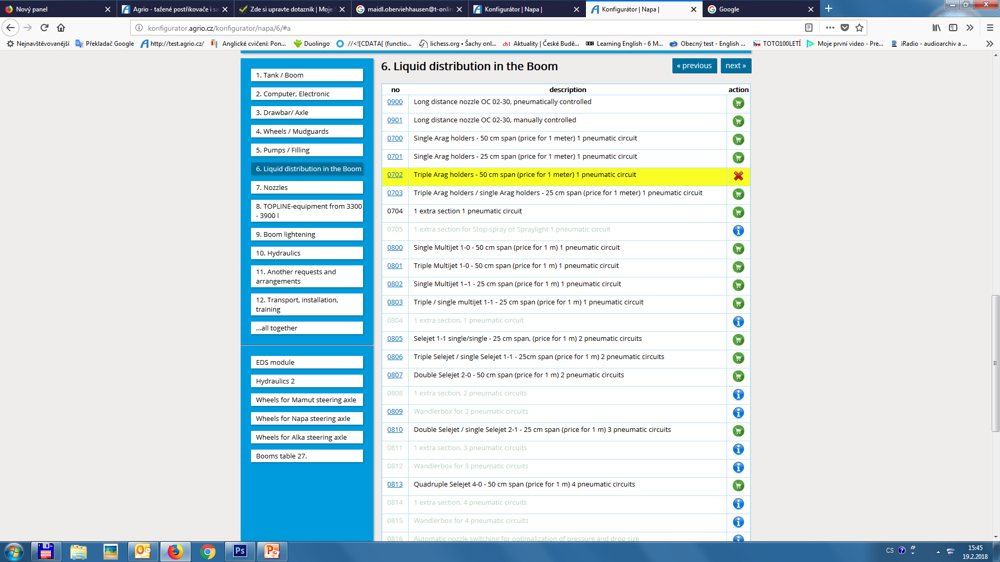 Nový panel
Agrio - tažené postřikovače i sa
Zde si upravte dotazník | Moje S
maidl.oberviehhausen@t-onlin
Konfigurátor | Napa |
Konfigurátor | Napa |
Google
konfigurator.agrio.cz/konfigurator/napa/6/#a
Nejnavštěvovanější
Překladač Google
http://test.agrio.cz/
Anglické cvičení: Pon...
Duolingo
//<![CDATA[ (functio...
lichess.org • Šachy onl...
cb1 Aktuality | České Budě...
Learning English - 6 M...
Obecný test - English ...
TOTO100LETÍ
Moje první video - Pre...
iRadio - audioarchiv a ...
1. Tank / Boom
2. Computer, Electronic
3. Drawbar/ Axle
4. Wheels / Mudguards
5. Pumps / Filling
6. Liquid distribution in the Boom
7. Nozzles
8. TOPLINE-equipment from 3300
- 3900 l
9. Boom lightening
10. Hydraulics
11. Another requests and
arrangements
12. Transport, installation,
training
...all together
EDS module
Hydraulics 2
Wheels for Mamut steering axle
Wheels for Napa steering axle
Wheels for Alka steering axle
Booms table 27.
6. Liquid distribution in the Boom
« previous
next »
no description action
0900 Long distance nozzle OC 02-30, pneumatically controlled
0901 Long distance nozzle OC 02-30, manually controlled
0700 Single Arag holders - 50 cm span (price for 1 meter) 1 pneumatic circuit
0701 Single Arag holders - 25 cm span (price for 1 meter) 1 pneumatic circuit
0702 Triple Arag holders - 50 cm span (price for 1 meter) 1 pneumatic circuit
0703 Triple Arag holders / single Arag holders - 25 cm span (price for 1 meter) 1 pneumatic circuit
0704 1 extra section 1 pneumatic circuit
0705 1 extra section for Stop-spray or Spraylight 1 pneumatic circuit
0800 Single Multijet 1-0 - 50 cm span (price for 1 m) 1 pneumatic circuit
0801 Triple Multijet 1-0 - 50 cm span (price for 1 m) 1 pneumatic circuit
0802 Single Multijet 1–1 - 25 cm span (price for 1 m) 1 pneumatic circuit
0803 Triple / single multijet 1-1 - 25 cm span (price for 1 m) 1 pneumatic circuit
0804 1 extra section, 1 pneumatic circuit
0805 Selejet 1-1 single/single - 25 cm span, (price for 1 m) 2 pneumatic circuits
0806 Triple Selejet / single Selejet 1-1 - 25cm span (price for 1 m) 2 pneumatic circuits
0807 Double Selejet 2-0 - 50 cm span (price for 1 m) 2 pneumatic circuits
0808 1 extra section, 2 pneumatic circuits
0809 Wandlerbox for 2 pneumatic circuits
0810 Double Selejet / single Selejet 2-1 - 25 cm span (price for 1 m) 3 pneumatic circuits
0811 1 extra section, 3 pneumatic circuits
0812 Wandlerbox for 3 pneumatic circuits
0813 Quadruple Selejet 4-0 - 50 cm span (price for 1 m) 4 pneumatic circuits
0814 1 extra section, 4 pneumatic circuits
0815 Wandlerbox for 4 pneumatic circuits
0816 Automatic nozzle switching for optimalization of pressure and drop size
CS
15:45
19.2.2018